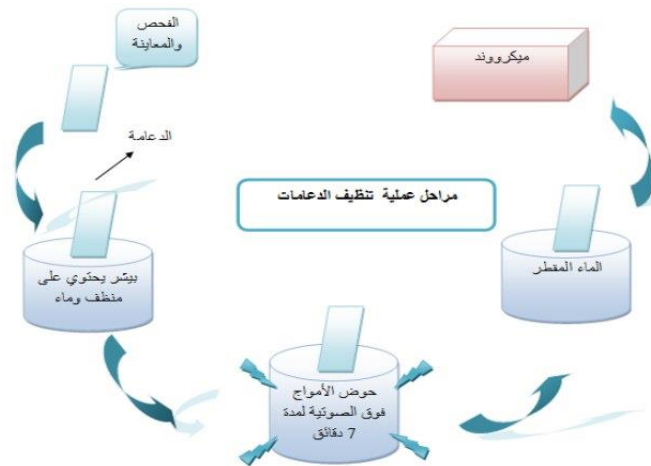 الفحص
والمعاينة
ميكرووند
الدعامة
مراحل عملية تنظيف الدعامات
بيشر يحتوي على
منظف وماء
الماء المقطر
حوض الأمواج
فوق الصوتية لمدة
7 دقائق